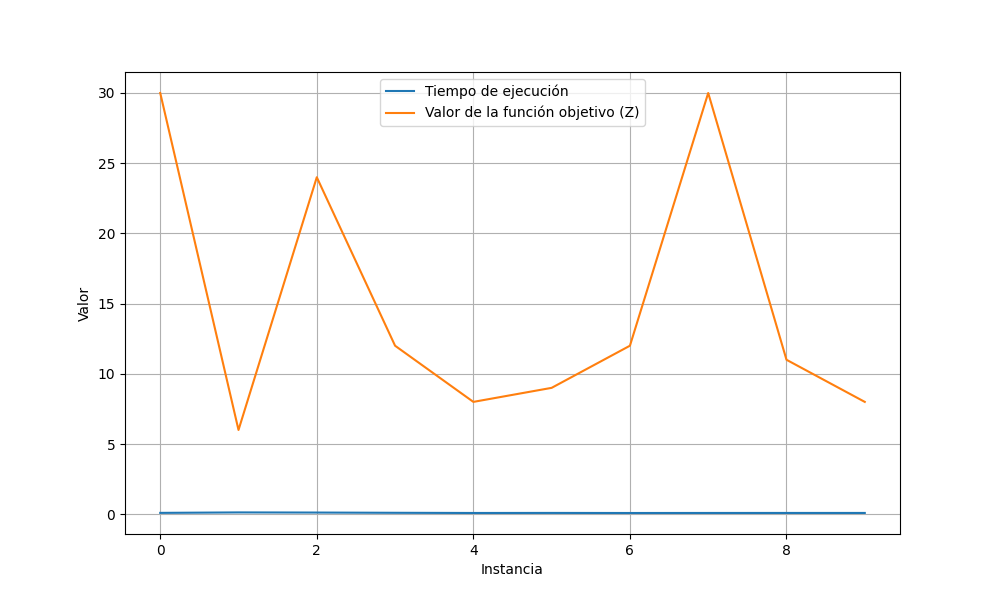 Tiempo de ejecución
Valor de la función objetivo (Z)
30
25
20
15
10
5
0
Valor
0 2 4 6 8
Instancia